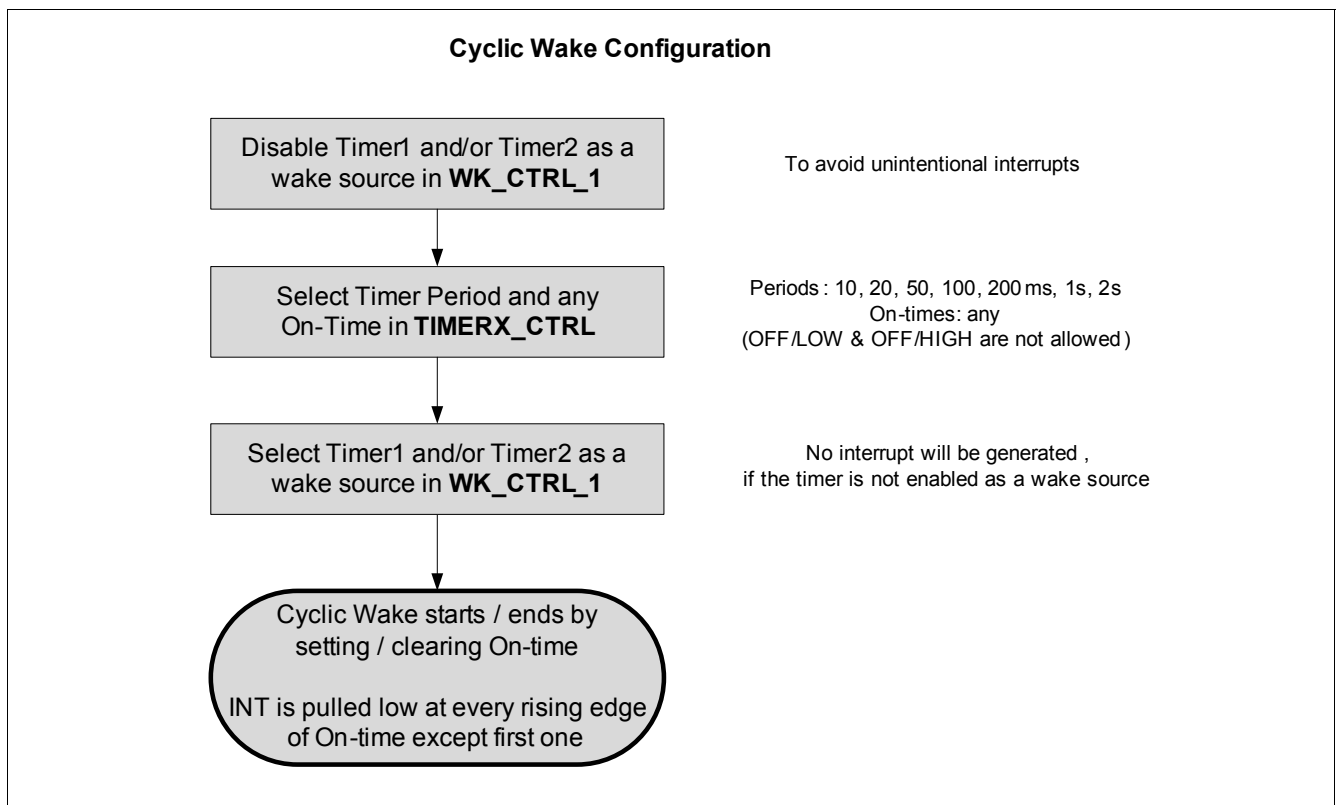 Cyclic Wake Configuration
Disable Timer1 and/or Timer2 as a
wake source in WK_CTRL_1
To avoid unintentional interrupts
Select Timer Period and any
On-Time in TIMERX_CTRL
Periods : 10, 20, 50, 100, 200 ms, 1s, 2s
On-times: any
(OFF/LOW & OFF/HIGH are not allowed )
Select Timer1 and/or Timer2 as a
wake source in WK_CTRL_1
No interrupt will be generated ,
if the timer is not enabled as a wake source
Cyclic Wake starts / ends by
setting / clearing On-time
INT is pulled low at every rising edge
of On-time except first one